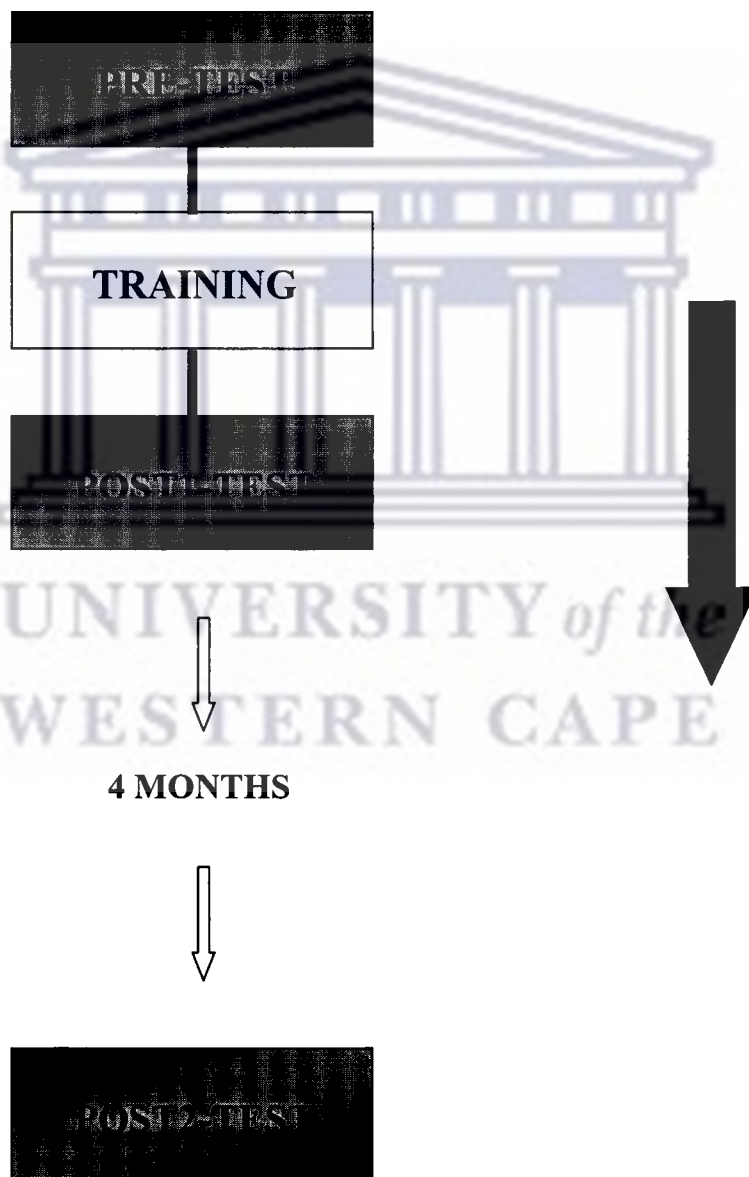 PRE-TEST
TRAINING
POST1-TEST
UNIVERSITY of the
WESTERN CAPE
4 MONTHS
POST2-TEST